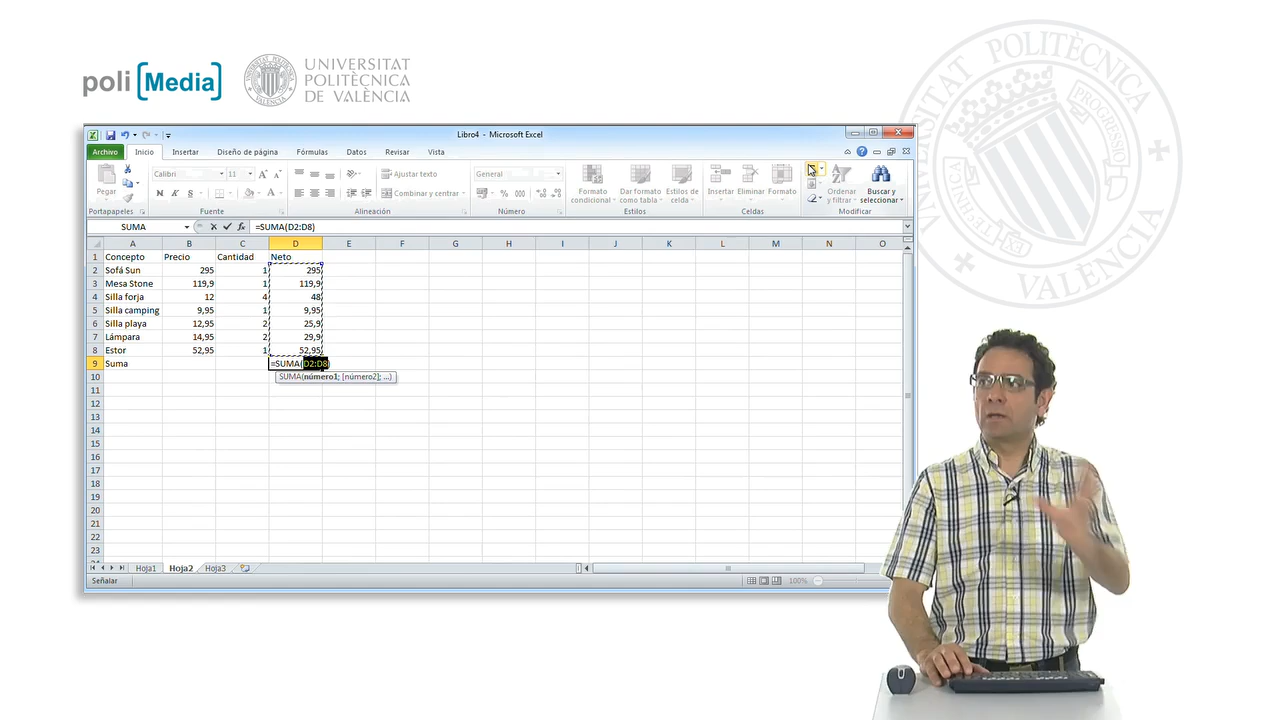 poli[Media]
UNIVERSITAT
POLITÈCNICA
DE VALÈNCIA
UNIVERSITAT POLITÈCNICA
DE VALÈNCIA
Libro4 - Microsoft Excel
Archivo Inicio Insertar Diseño de página Fórmulas Datos Revisar Vista
Calibri 11 Ajustar texto General
Pegar N K S Combinar y centrar % 000 Formato condicional Dar formato como tabla Estilos de celda Insertar Eliminar Formato Ordenar y filtrar Buscar y seleccionar
Portapapeles Fuente Alineación Número Estilos Celdas Modificar
SUMA fx =SUMA(D2:D8)
A B C D E F G H I J K L M N O
1 Concepto Precio Cantidad Neto
2 Sofá Sun 295 1 295
3 Mesa Stone 119,9 1 119,9
4 Silla forja 12 4 48
5 Silla camping 9,95 1 9,95
6 Silla playa 12,95 2 25,9
7 Lámpara 14,95 2 29,9
8 Estor 52,95 1 52,95
9 Suma =SUMA(D2:D8)
10 SUMA(número1; [número2]; ...)
11
12
13
14
15
16
17
18
19
20
21
22
23
Hoja1 Hoja2 Hoja3
Señalar 100%